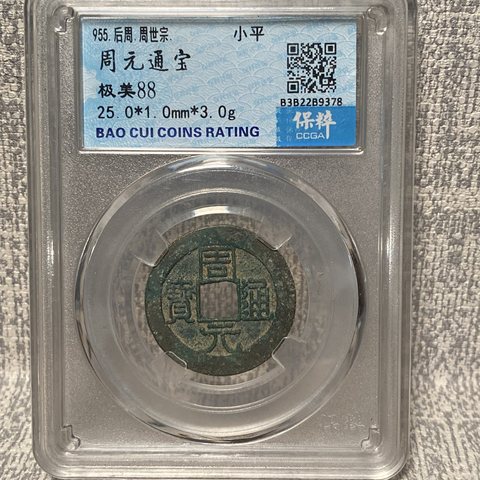 955.后周.周世宗. 小平
周元通宝
极美88
25.0*1.0mm*3.0g
B3B22B9378
保粹
CCGA
BAO CUI COINS RATING
周
寶 通
元